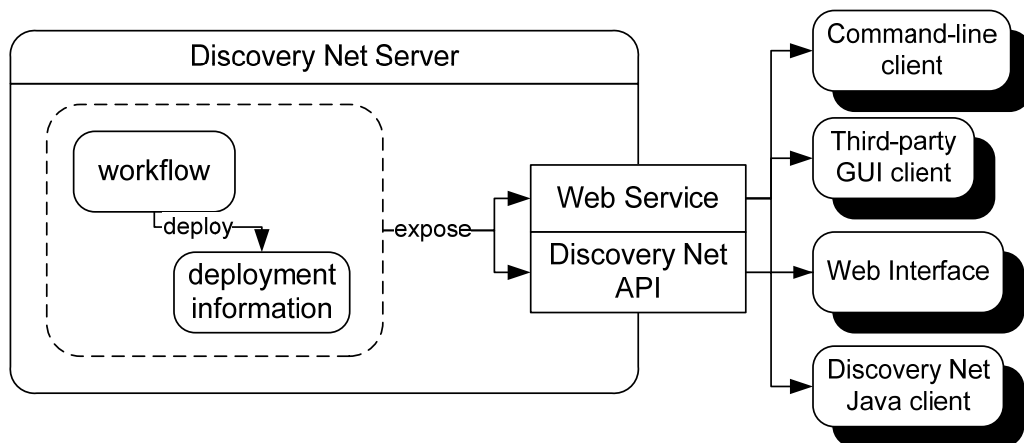 Discovery Net Server
workflow
deploy
deployment
information
expose
Web Service
Discovery Net
API
Command-line
client
Third-party
GUI client
Web Interface
Discovery Net
Java client